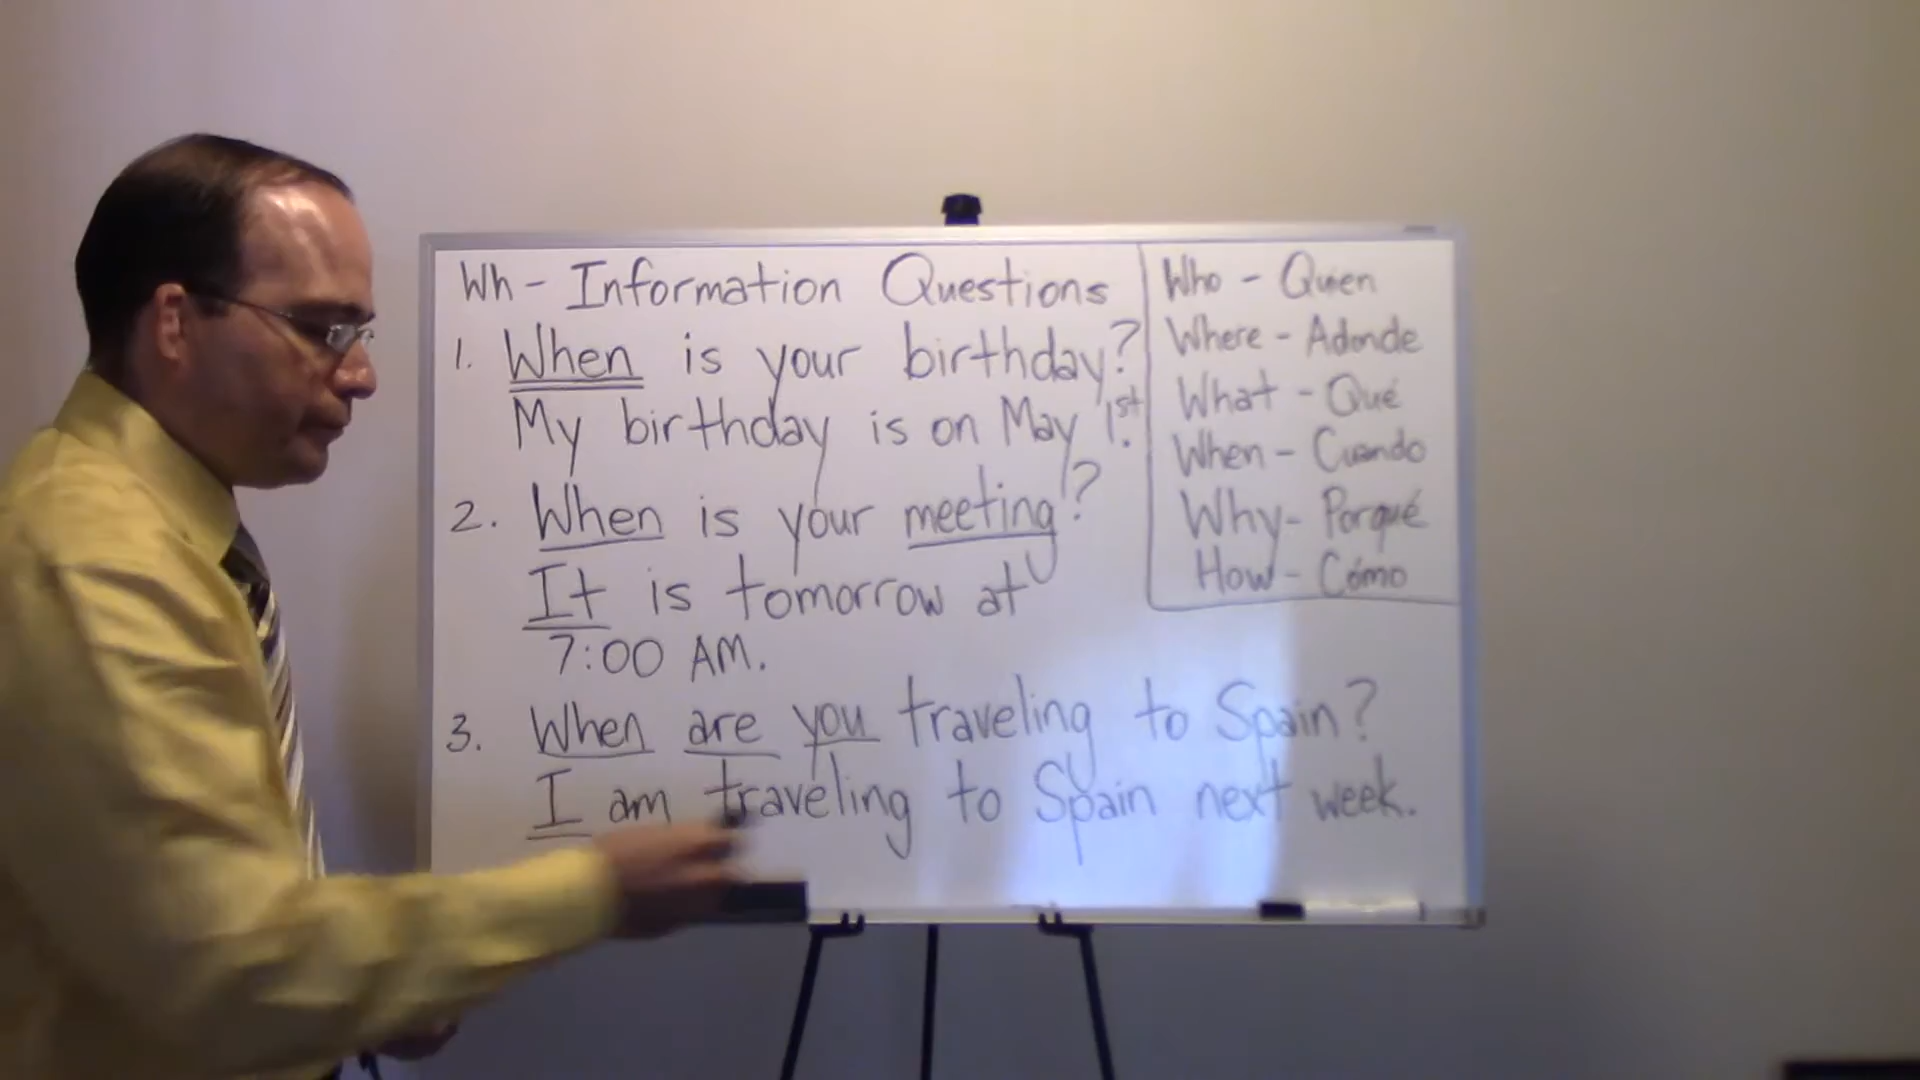 Wh - Information Questions
1. When is your birthday?
My birthday is on May 1st.
2. When is your meeting?
It is tomorrow at
7:00 AM.
3. When are you traveling to Spain?
I am traveling to Spain next week.
Who - Quien
Where - Adonde
What - Qué
When - Cuando
Why - Porqué
How - Cómo